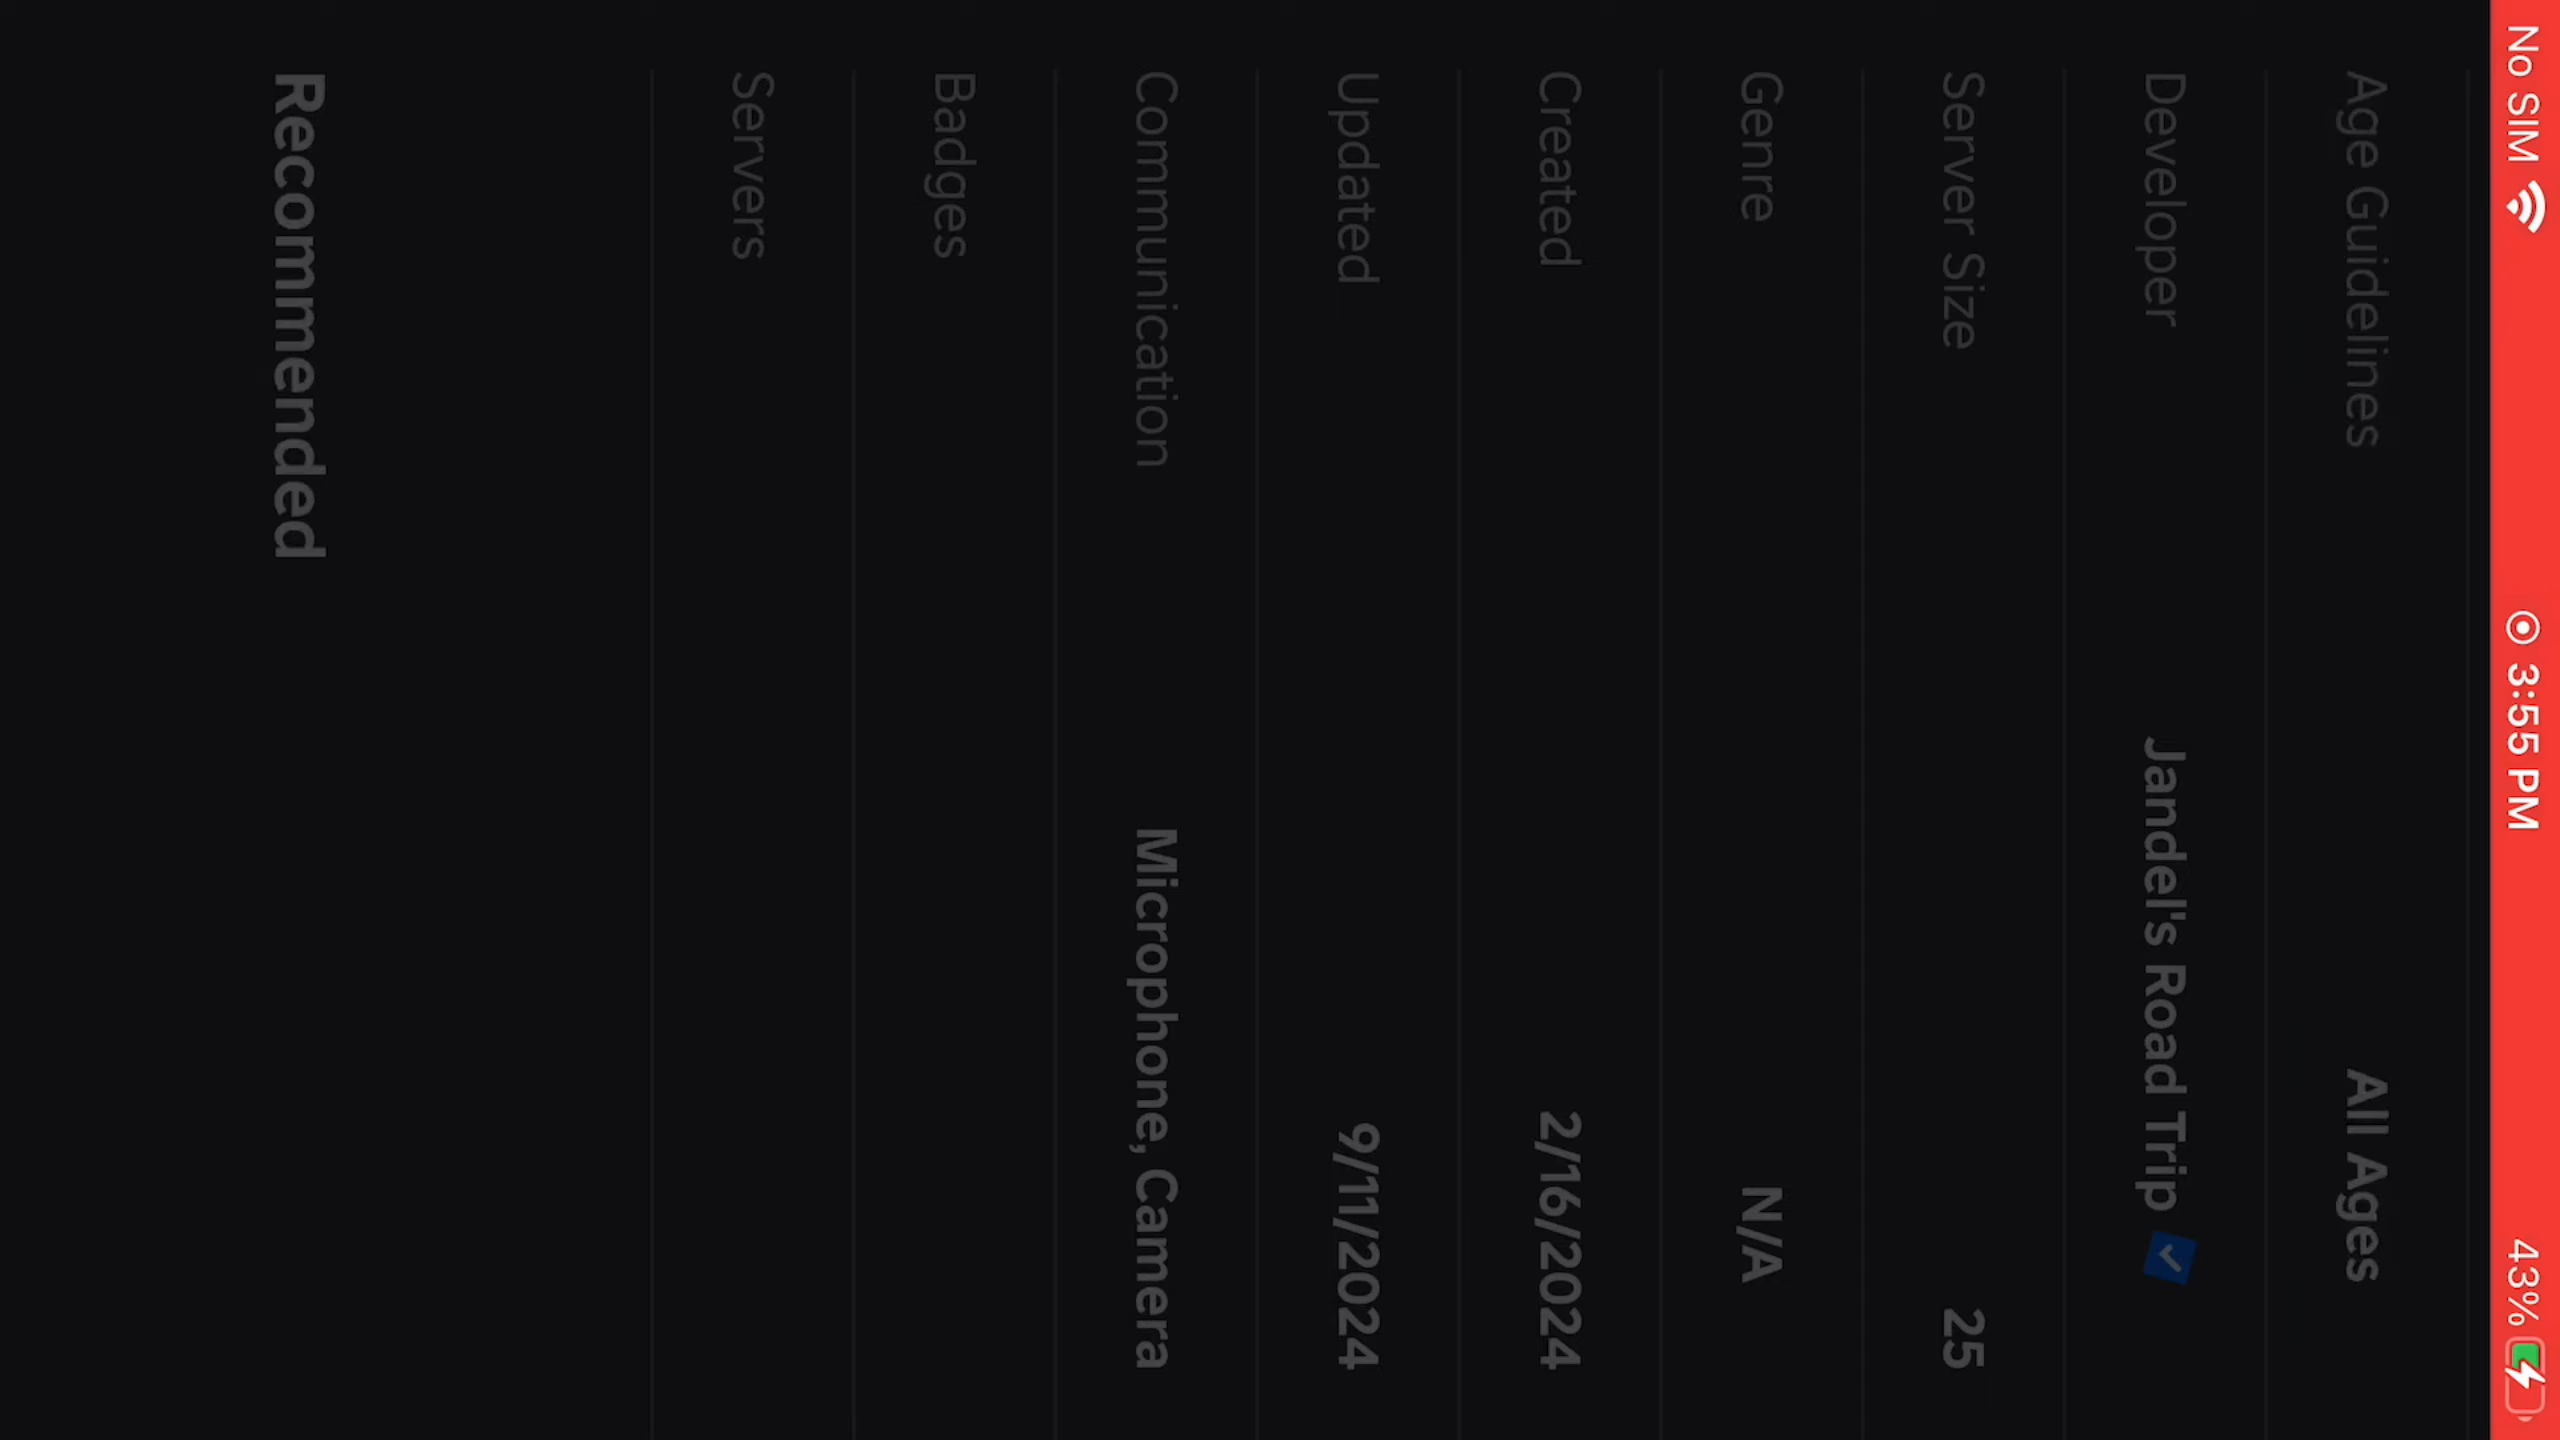 No SIM 3:55 PM 43%
Age Guidelines All Ages
Developer Jandel's Road Trip
Server Size 25
Genre N/A
Created 2/16/2024
Updated 9/11/2024
Communication Microphone, Camera
Badges
Servers
Recommended